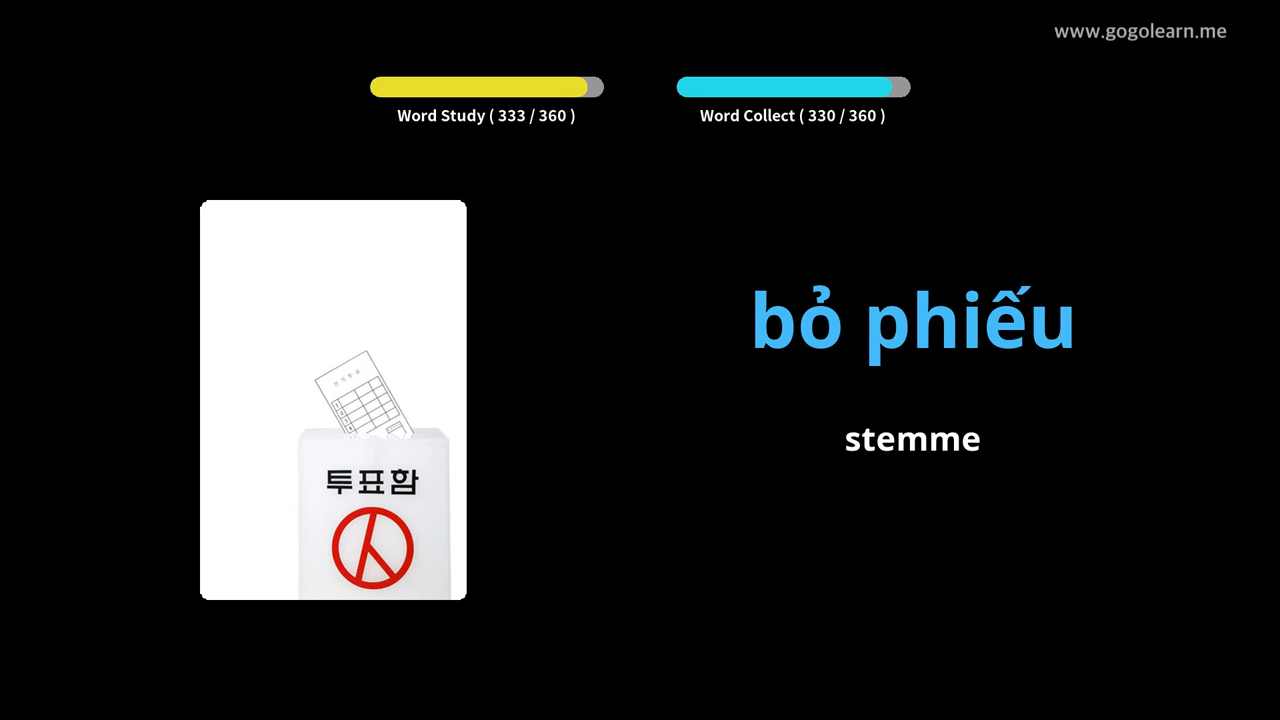 www.gogolearn.me
Word Study ( 333 / 360 )
Word Collect ( 330 / 360 )
bỏ phiếu
stemme
투표함